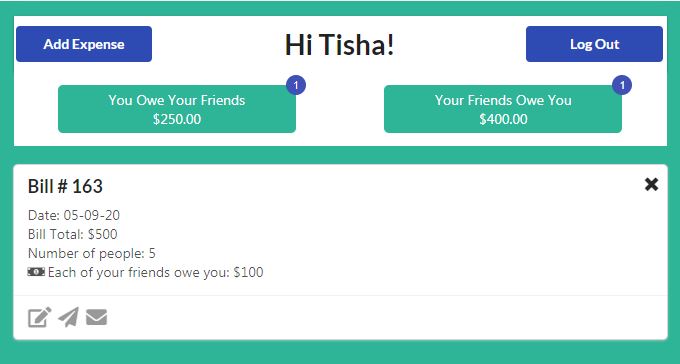 Add Expense
Hi Tisha!
Log Out
You Owe Your Friends
$250.00
1
Your Friends Owe You
$400.00
1
Bill # 163
Date: 05-09-20
Bill Total: $500
Number of people: 5
Each of your friends owe you: $100